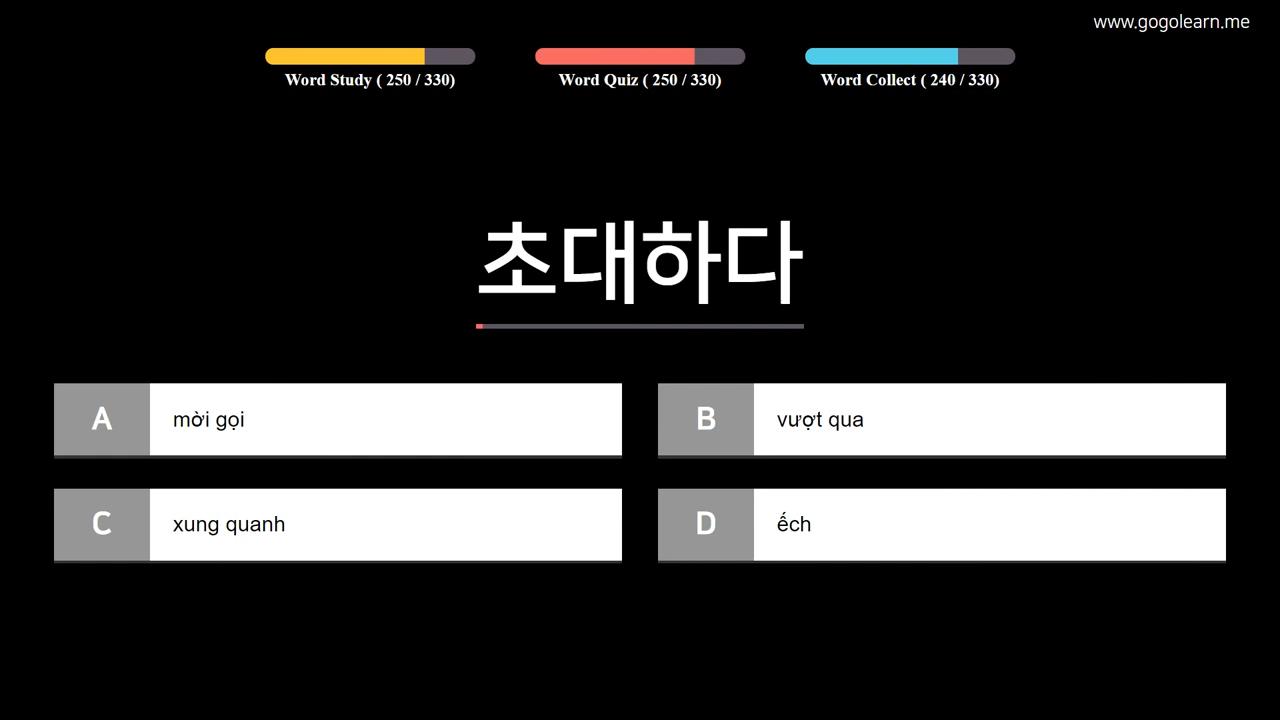 www.gogolearn.me
Word Study ( 250 / 330)
Word Quiz ( 250 / 330)
Word Collect ( 240 / 330)
초대하다
A mời gọi
B vượt qua
C xung quanh
D ếch